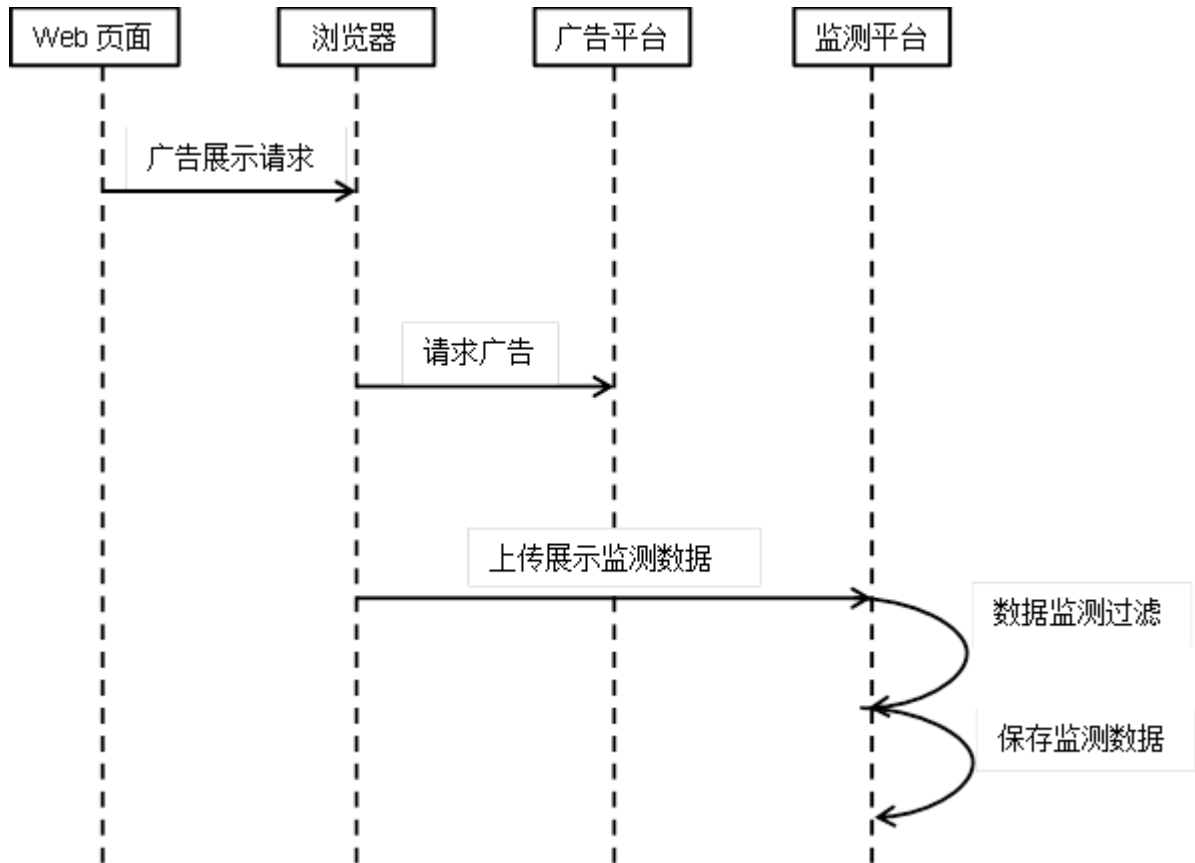 Web 页面
浏览器
广告平台
监测平台
广告展示请求
请求广告
上传展示监测数据
数据监测过滤
保存监测数据